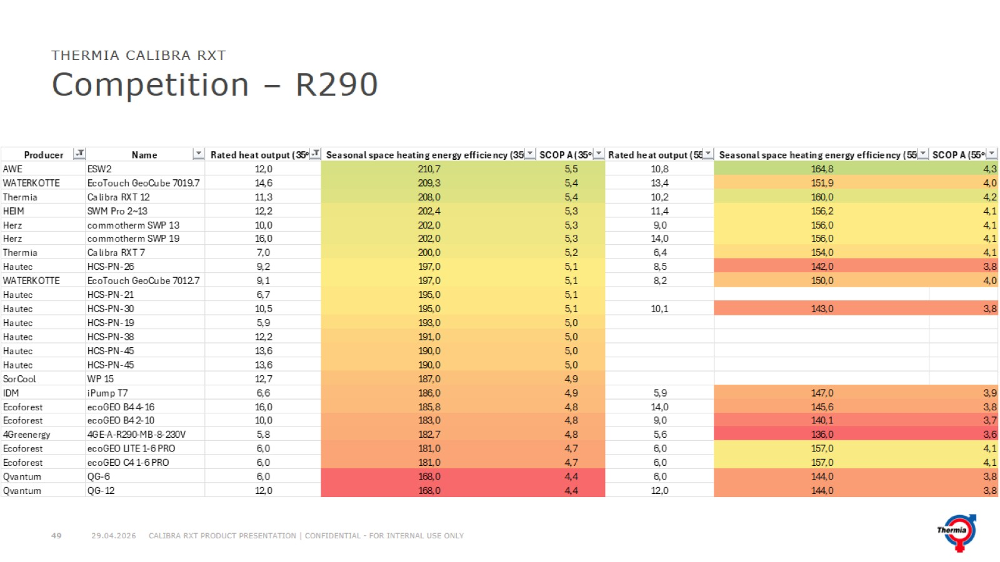 THERMIA CALIBRA RXT
Competition – R290
Producer Name Rated heat output (35° Seasonal space heating energy efficiency (35 SCOP A (35° Rated heat output (55 Seasonal space heating energy efficiency (55 SCOP A (55°
AWE ESW2 12,0 210,7 5,5 10,8 164,8 4,3
WATERKOTTE EcoTouch GeoCube 7019.7 14,6 209,3 5,4 13,4 151,9 4,0
Thermia Calibra RXT 12 11,3 208,0 5,4 10,2 160,0 4,2
HEIM SWM Pro 2~13 12,2 202,4 5,3 11,4 156,2 4,1
Herz commotherm SWP 13 10,0 202,0 5,3 9,0 156,0 4,1
Herz commotherm SWP 19 16,0 202,0 5,3 14,0 156,0 4,1
Thermia Calibra RXT 7 7,0 200,0 5,2 6,4 154,0 4,1
Hautec HCS-PN-26 9,2 197,0 5,1 8,5 142,0 3,8
WATERKOTTE EcoTouch GeoCube 7012.7 9,1 197,0 5,1 8,2 150,0 4,0
Hautec HCS-PN-21 6,7 195,0 5,1
Hautec HCS-PN-30 10,5 195,0 5,1 10,1 143,0 3,8
Hautec HCS-PN-19 5,9 193,0 5,0
Hautec HCS-PN-38 12,2 191,0 5,0
Hautec HCS-PN-45 13,6 190,0 5,0
Hautec HCS-PN-45 13,6 190,0 5,0
SorCool WP 15 12,7 187,0 4,9
IDM iPump T7 6,6 186,0 4,9 5,9 147,0 3,9
Ecoforest ecoGEO B4 4-16 16,0 185,8 4,8 14,0 145,6 3,8
Ecoforest ecoGEO B4 2-10 10,0 183,0 4,8 9,0 140,1 3,7
4Greenergy 4GE-A-R290-MB-8-230V 5,8 182,7 4,8 5,6 136,0 3,6
Ecoforest ecoGEO LITE 1-6 PRO 6,0 181,0 4,7 6,0 157,0 4,1
Ecoforest ecoGEO C4 1-6 PRO 6,0 181,0 4,7 6,0 157,0 4,1
Qvantum QG-6 6,0 168,0 4,4 6,0 144,0 3,8
Qvantum QG-12 12,0 168,0 4,4 12,0 144,0 3,8
49 29.04.2026 CALIBRA RXT PRODUCT PRESENTATION | CONFIDENTIAL - FOR INTERNAL USE ONLY
Thermia